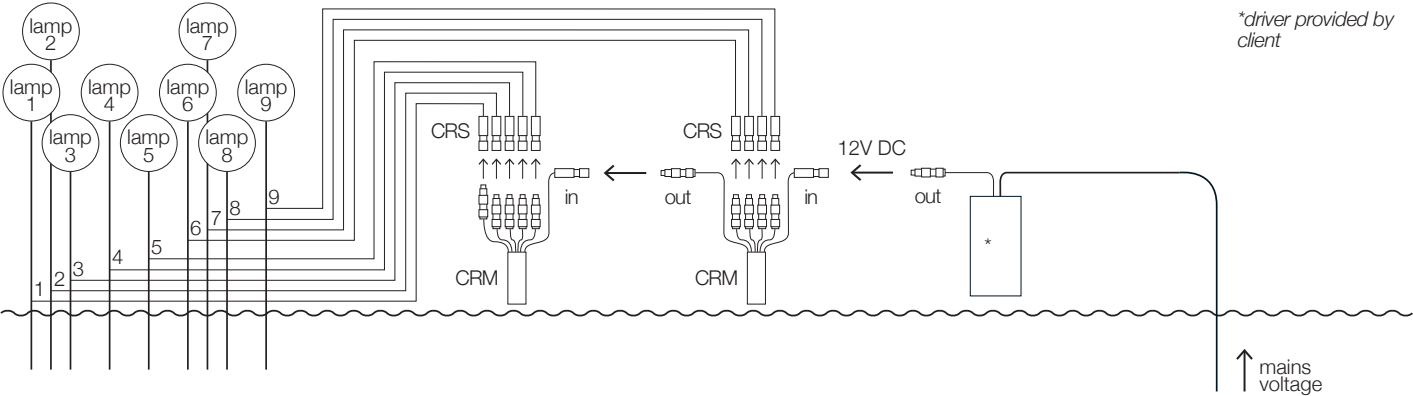 lamp
1
lamp
2
lamp
3
lamp
4
lamp
5
lamp
6
lamp
7
lamp
8
lamp
9
1
2
3
4
5
6
7
8
9
CRS
in
CRM
out
CRS
in
CRM
12V DC
out
*
*driver provided by
client
mains
voltage